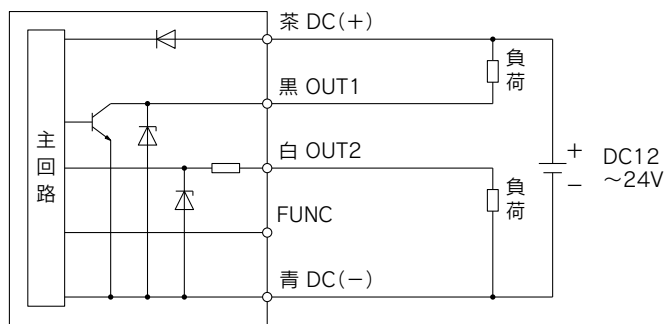 茶 DC(+)
負荷
黒 OUT1
主回路
白 OUT2
+
−
DC12
～24V
負荷
FUNC
青 DC(−)